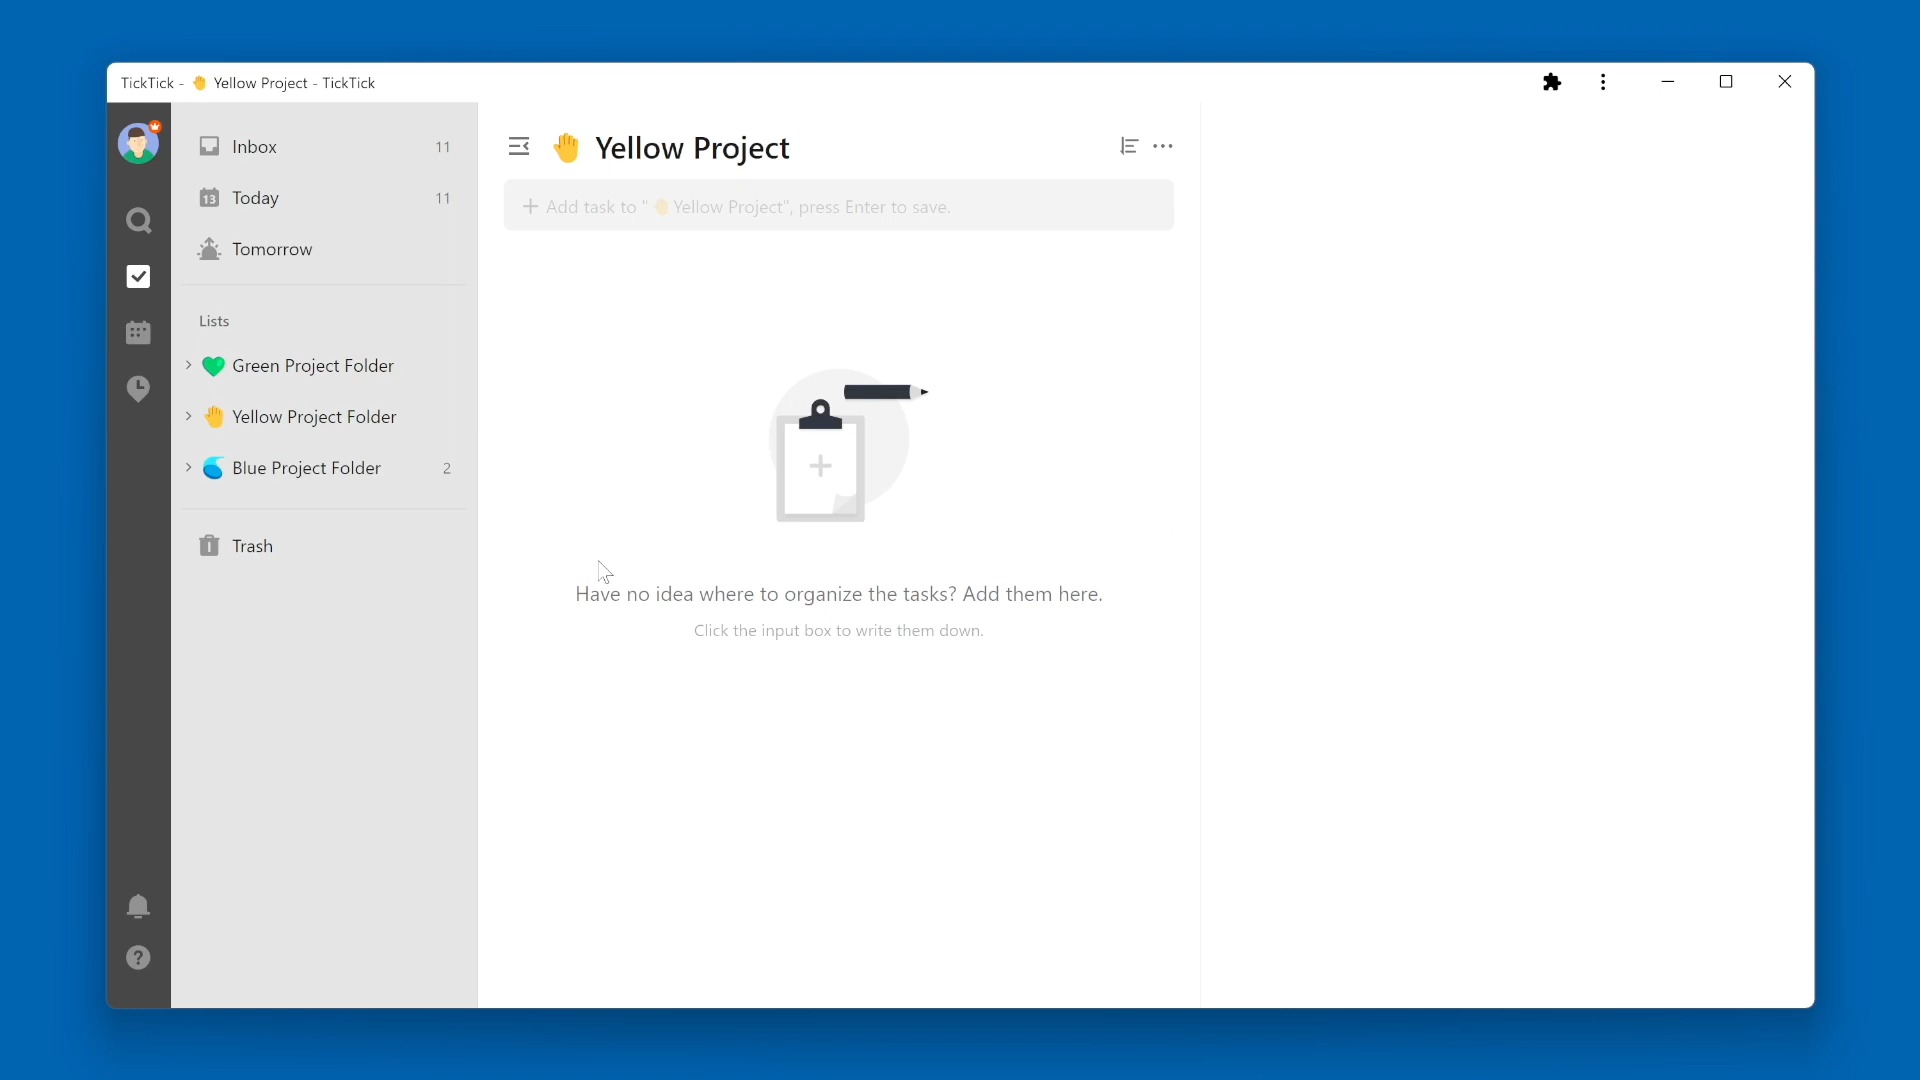 TickTick - 🤚 Yellow Project - TickTick
Inbox 11
13 Today 11
Tomorrow
Lists
Green Project Folder
Yellow Project Folder
Blue Project Folder 2
Trash
Yellow Project
+ Add task to "🤚Yellow Project", press Enter to save.
Have no idea where to organize the tasks? Add them here.
Click the input box to write them down.